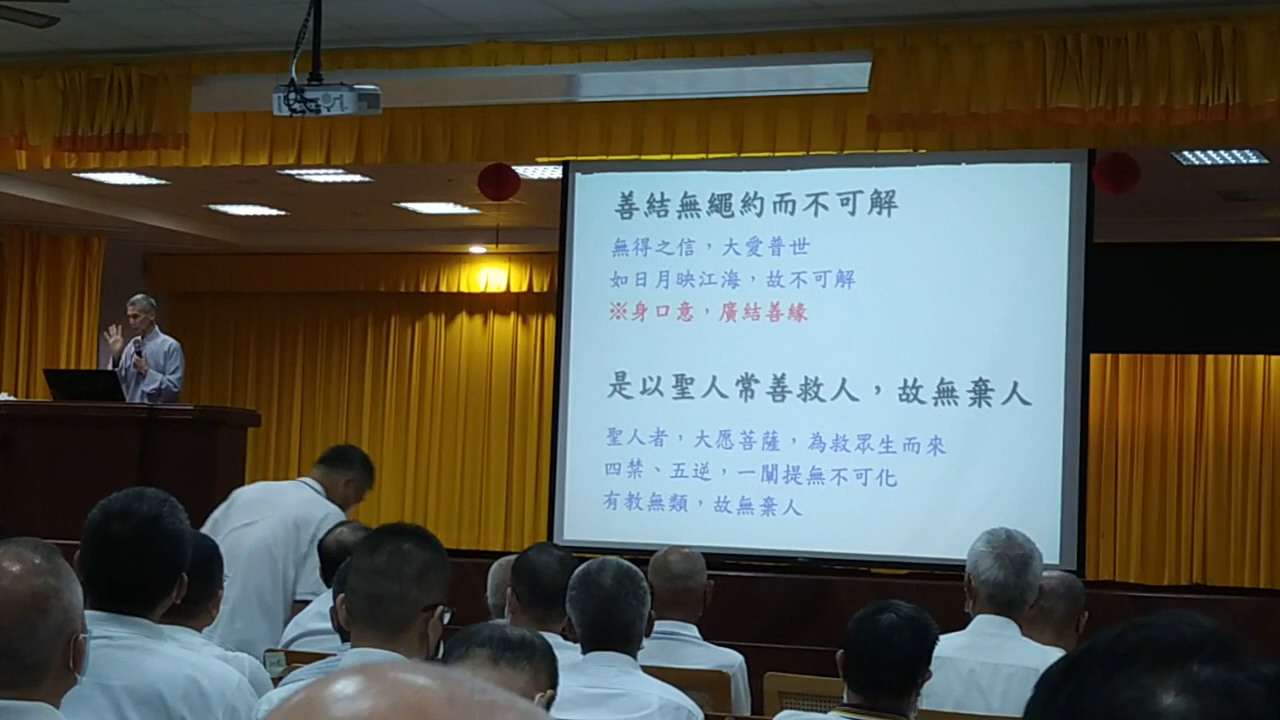 善結無繩約而不可解
無得之信，大愛普世
如日月映江海，故不可解
※身口意，廣結善緣
是以聖人常善救人，故無棄人
聖人者，大愿菩薩，為救眾生而來
四禁、五逆，一闡提無不可化
有教無類，故無棄人